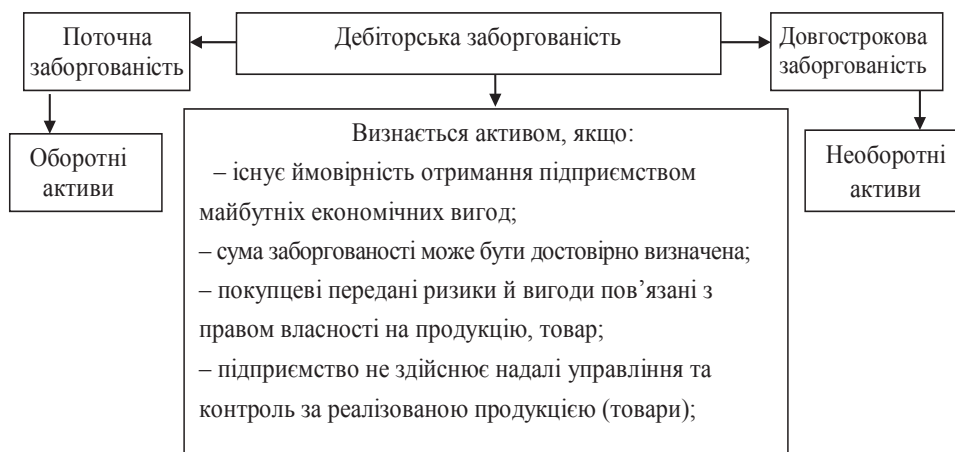 Поточна
заборгованість
Дебіторська заборгованість
Довгострокова
заборгованість
Оборотні
активи
Визнається активом, якщо:
– існує ймовірність отримання підприємством
майбутніх економічних вигод;
– сума заборгованості може бути достовірно визначена;
– покупцеві передані ризики й вигоди пов’язані з
правом власності на продукцію, товар;
– підприємство не здійснює надалі управління та
контроль за реалізованою продукцією (товари);
Необоротні
активи